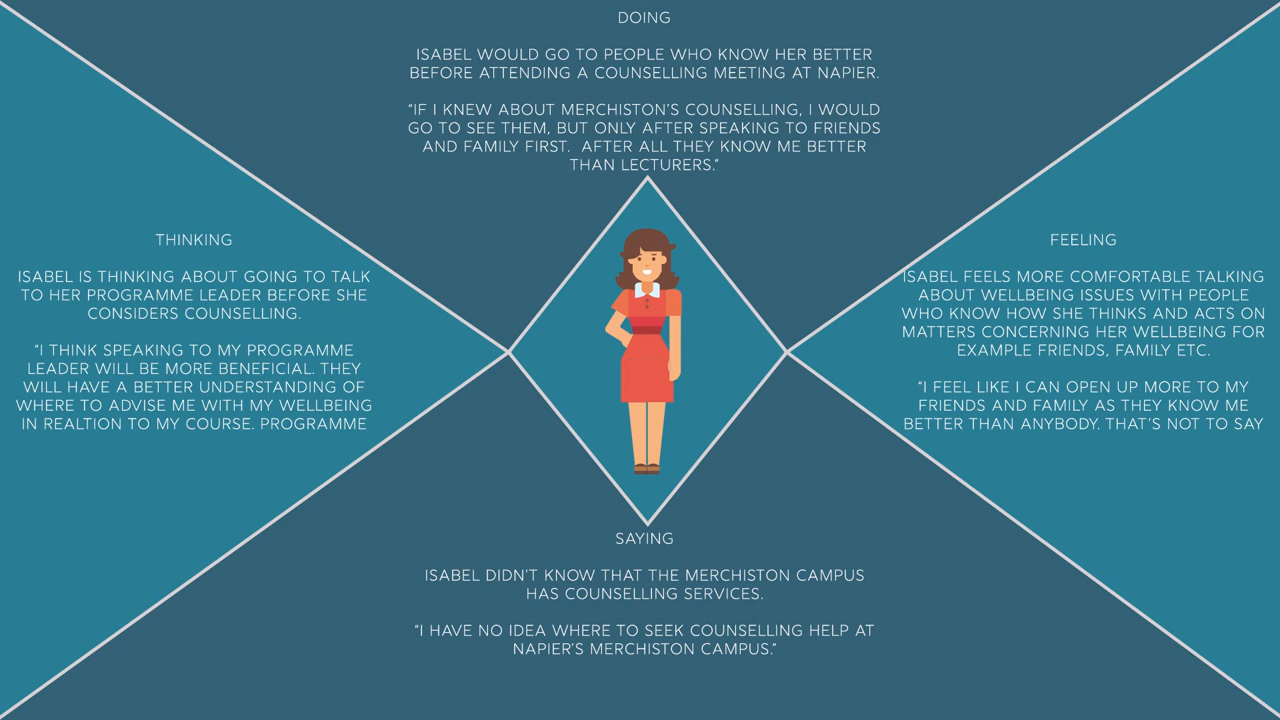 DOING
ISABEL WOULD GO TO PEOPLE WHO KNOW HER BETTER
BEFORE ATTENDING A COUNSELLING MEETING AT NAPIER.
“IF I KNEW ABOUT MERCHISTON’S COUNSELLING, I WOULD
GO TO SEE THEM, BUT ONLY AFTER SPEAKING TO FRIENDS
AND FAMILY FIRST.  AFTER ALL THEY KNOW ME BETTER
THAN LECTURERS.”
THINKING
ISABEL IS THINKING ABOUT GOING TO TALK
TO HER PROGRAMME LEADER BEFORE SHE
CONSIDERS COUNSELLING.
“I THINK SPEAKING TO MY PROGRAMME
LEADER WILL BE MORE BENEFICIAL. THEY
WILL HAVE A BETTER UNDERSTANDING OF
WHERE TO ADVISE ME WITH MY WELLBEING
IN REALTION TO MY COURSE. PROGRAMME
FEELING
ISABEL FEELS MORE COMFORTABLE TALKING
ABOUT WELLBEING ISSUES WITH PEOPLE
WHO KNOW HOW SHE THINKS AND ACTS ON
MATTERS CONCERNING HER WELLBEING FOR
EXAMPLE FRIENDS, FAMILY ETC.
“I FEEL LIKE I CAN OPEN UP MORE TO MY
FRIENDS AND FAMILY AS THEY KNOW ME
BETTER THAN ANYBODY. THAT’S NOT TO SAY
SAYING
ISABEL DIDN’T KNOW THAT THE MERCHISTON CAMPUS
HAS COUNSELLING SERVICES.
“I HAVE NO IDEA WHERE TO SEEK COUNSELLING HELP AT
NAPIER’S MERCHISTON CAMPUS.”